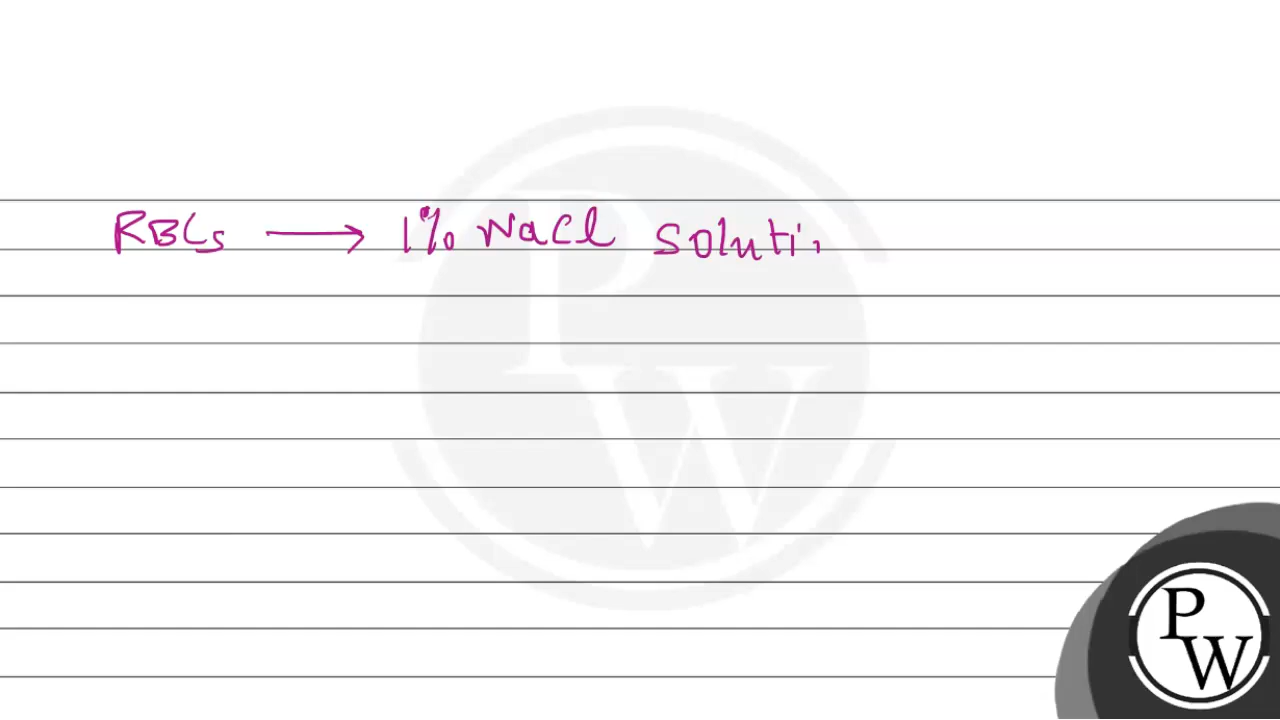 RBCs → 1% NaCl soluti
P
W
P
W